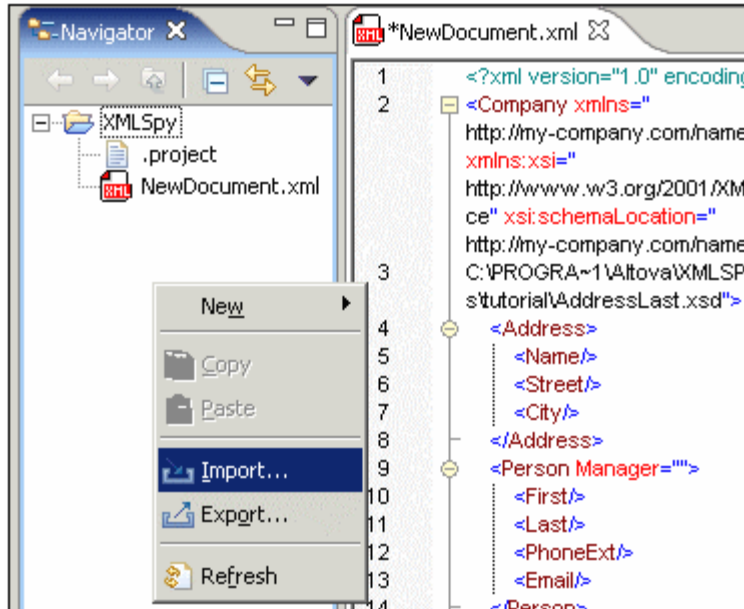 Navigator
XMLSpy
.project
NewDocument.xml
New
Copy
Paste
Import...
Export...
Refresh
*NewDocument.xml
1 <?xml version="1.0" encoding
2 <Company xmlns="
http://my-company.com/name
xmlns:xsi="
http://www.w3.org/2001/XM
ce" xsi:schemaLocation="
http://my-company.com/name
3 C:\PROGRA~1\Altova\XMLSP
s\tutorial\AddressLast.xsd">
4 <Address>
5 <Name/>
6 <Street/>
7 <City/>
8 </Address>
9 <Person Manager="">
10 <First/>
11 <Last/>
12 <PhoneExt/>
13 <Email/>
14 </Person>